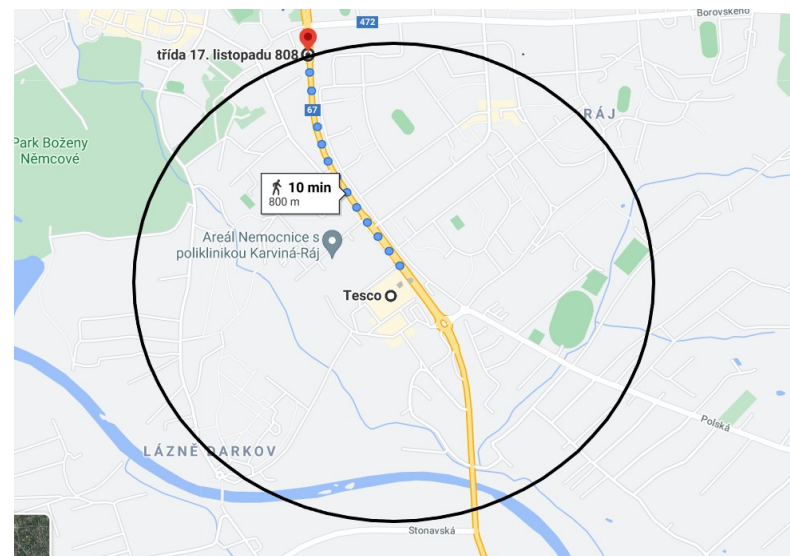 Borovského
472
třída 17. listopadu 808
67
RÁJ
Park Boženy
Němcové
10 min
800 m
Areál Nemocnice s
poliklinikou Karviná-Ráj
Tesco
Polská
LÁZNĚ DARKOV
Stonavská